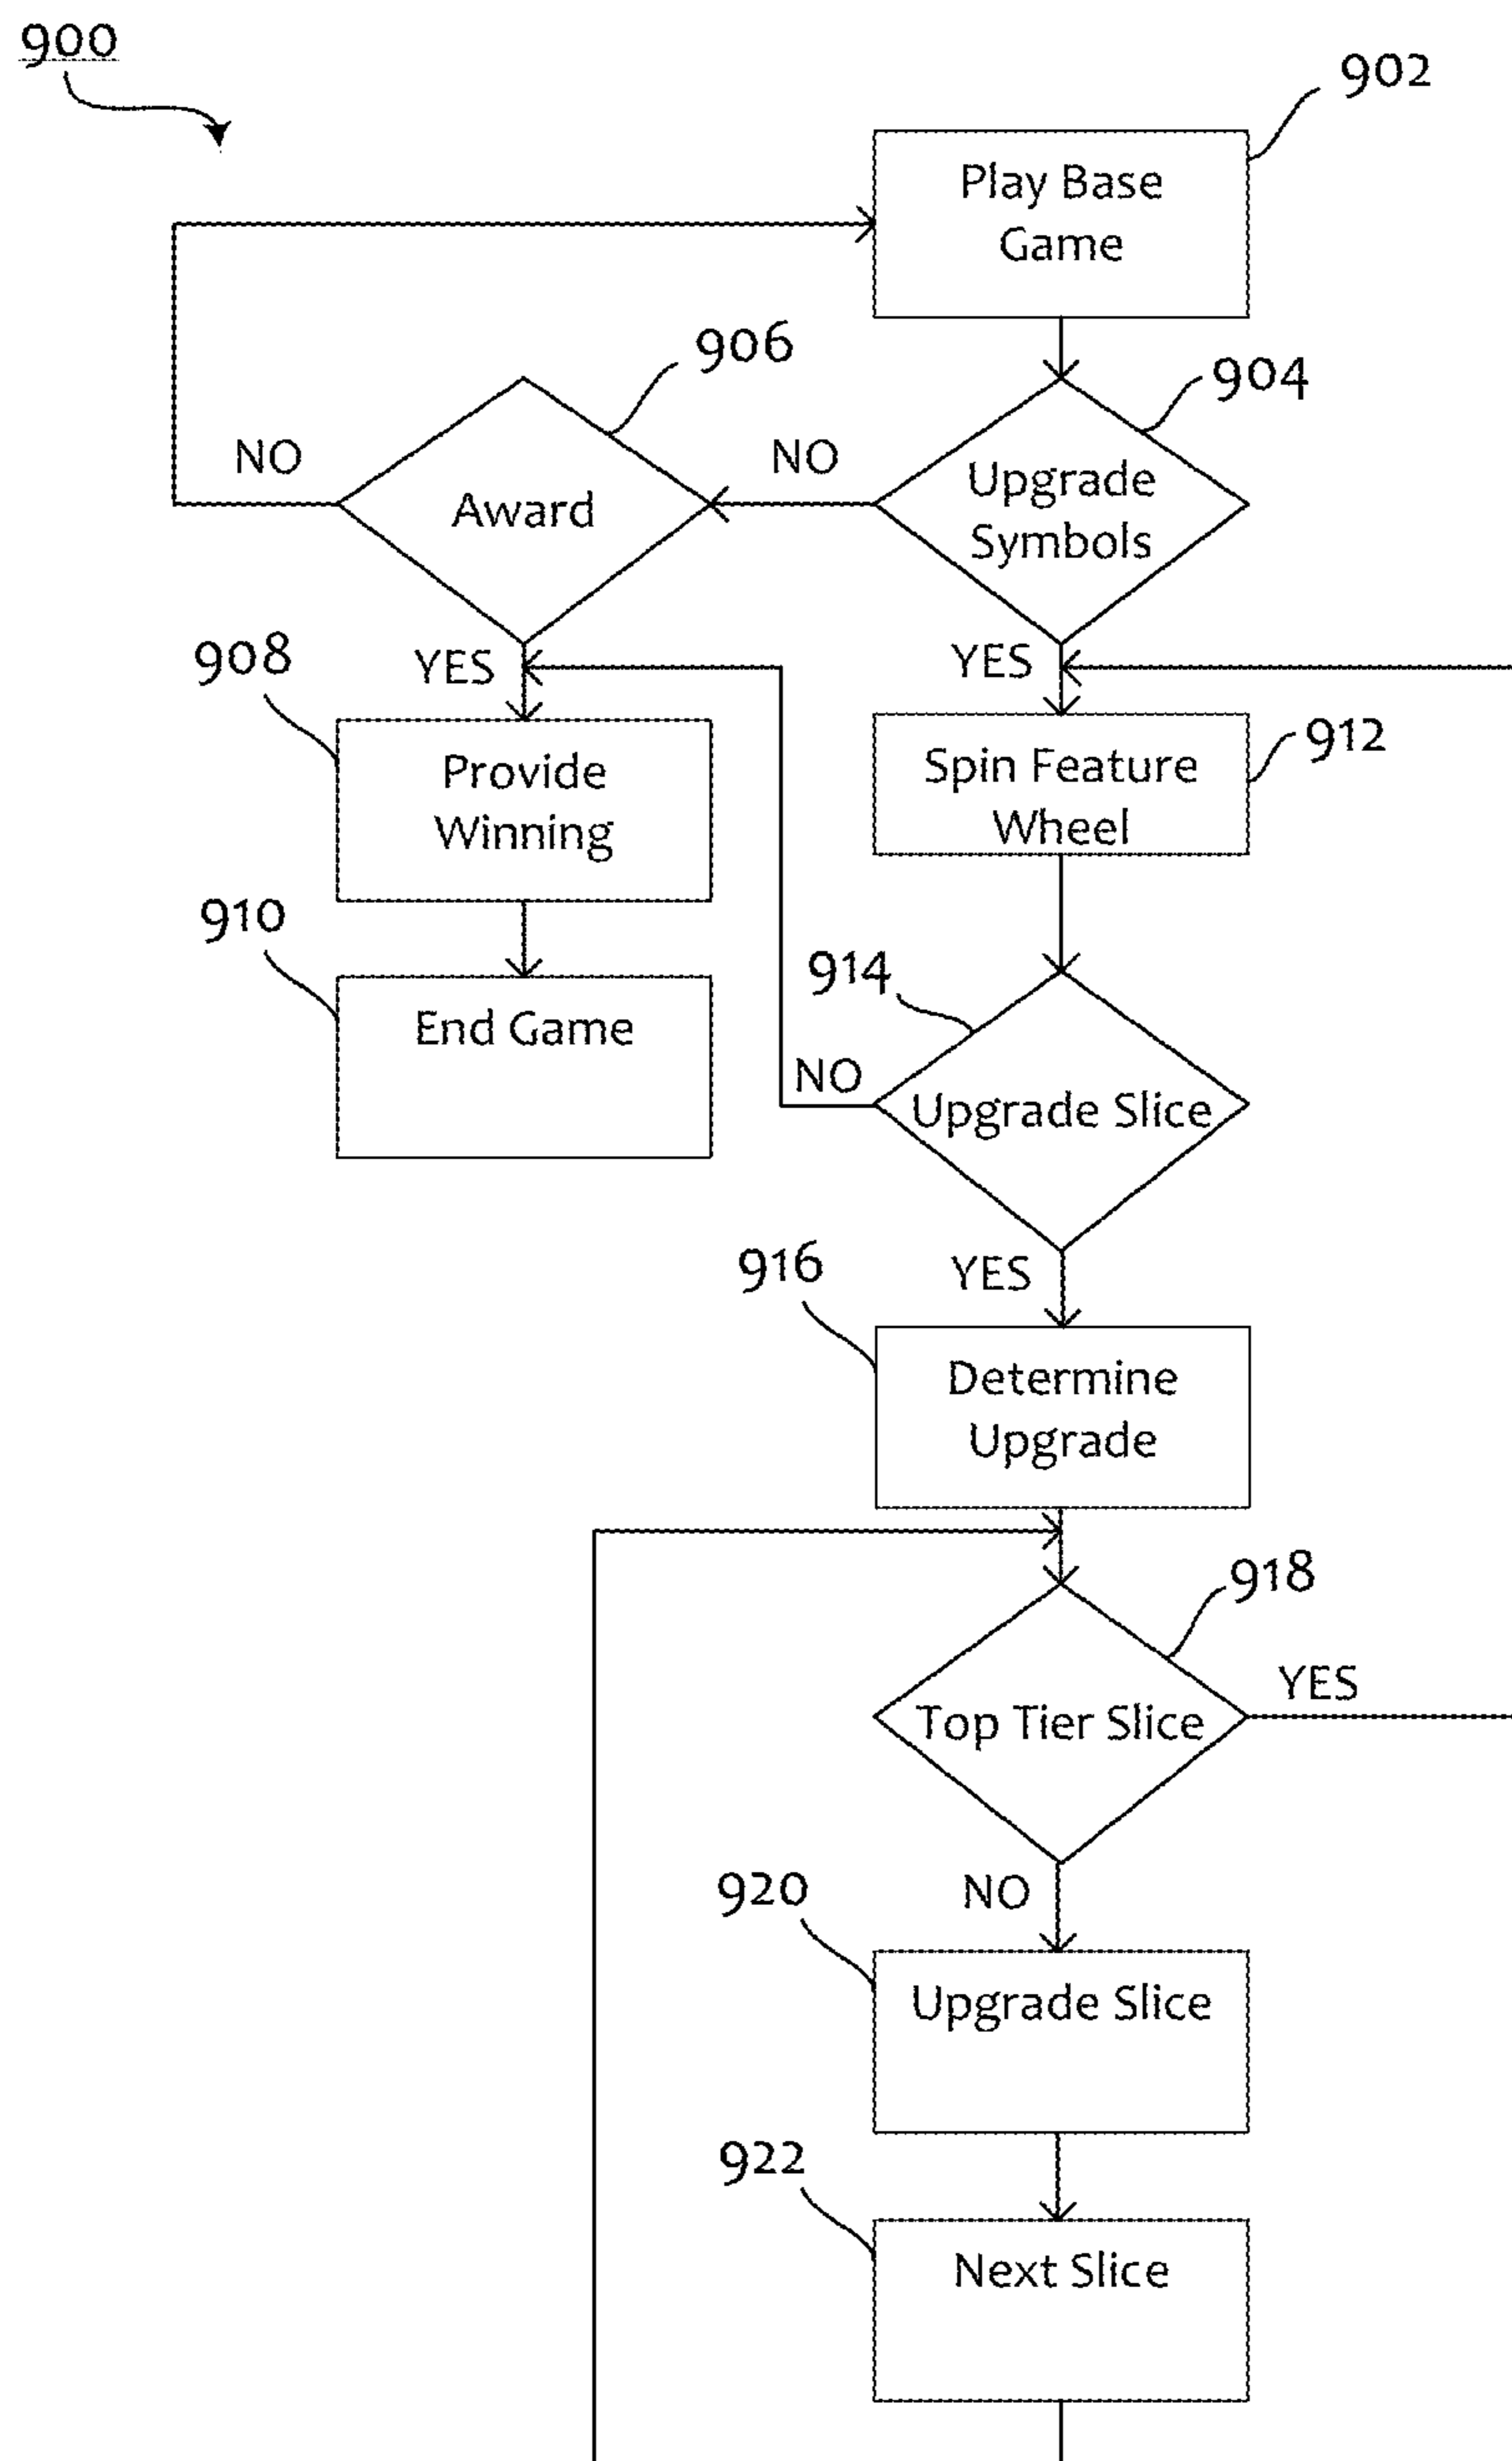 900
902
Play Base
Game
906
904
NO
Award
NO
Upgrade
Symbols
908
YES
YES
Provide
Winning
Spin Feature
Wheel
912
910
End Game
914
NO
Upgrade Slice
916
YES
Determine
Upgrade
918
Top Tier Slice
YES
920
NO
Upgrade Slice
922
Next Slice